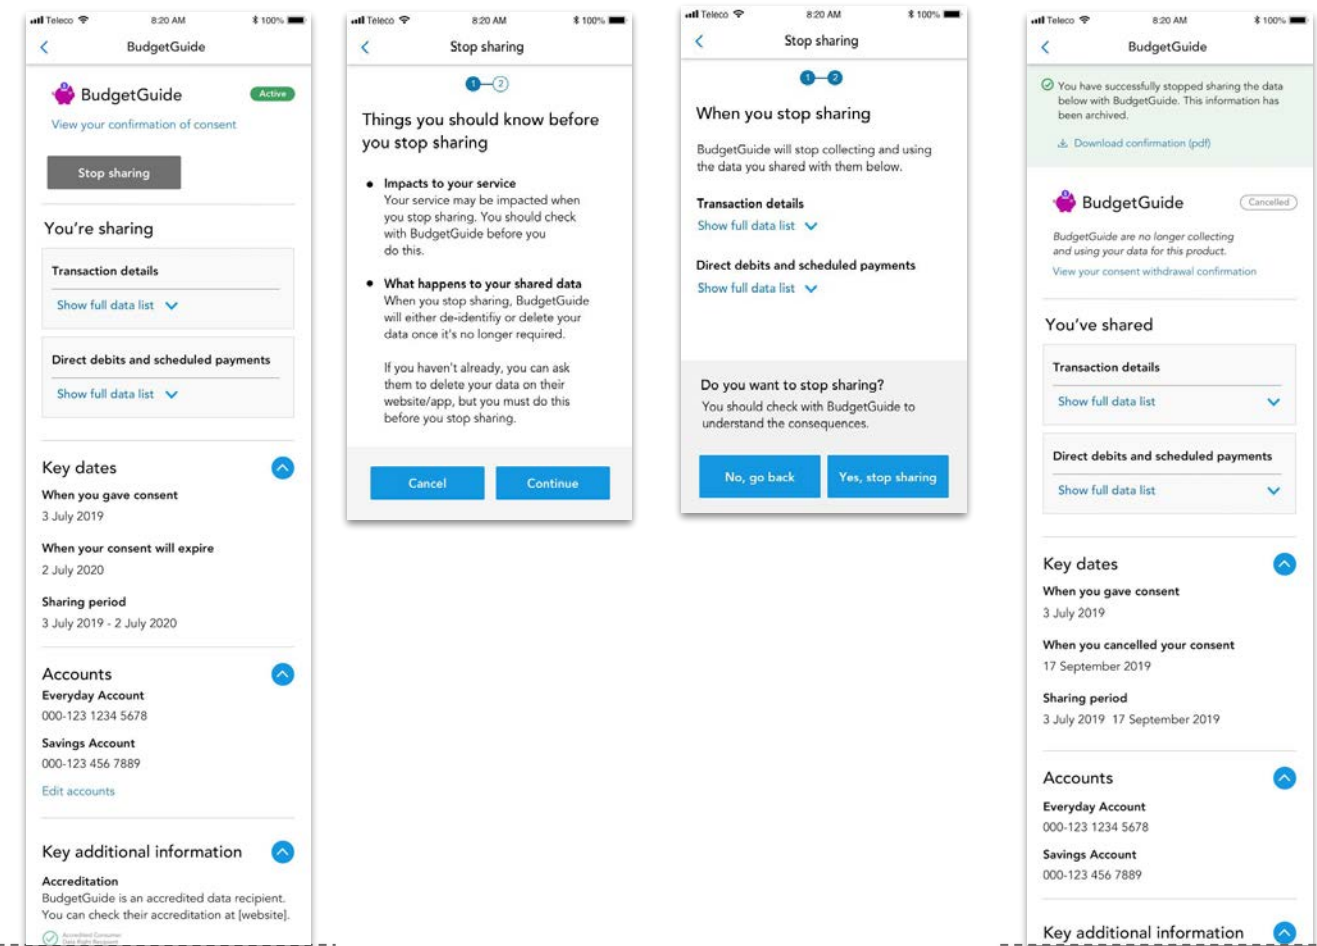 Teleco 8:20 AM 100%
BudgetGuide
BudgetGuide Active
View your confirmation of consent
Stop sharing
You're sharing
Transaction details
Show full data list
Direct debits and scheduled payments
Show full data list
Key dates
When you gave consent
3 July 2019
When your consent will expire
2 July 2020
Sharing period
3 July 2019 - 2 July 2020
Accounts
Everyday Account
000-123 1234 5678
Savings Account
000-123 456 7889
Edit accounts
Key additional information
Accreditation
BudgetGuide is an accredited data recipient.
You can check their accreditation at [website].
Accredited Consumer
Data Right Recipient
Teleco 8:20 AM 100%
Stop sharing
1 2
Things you should know before
you stop sharing
Impacts to your service
Your service may be impacted when
you stop sharing. You should check
with BudgetGuide before you
do this.
What happens to your shared data
When you stop sharing, BudgetGuide
will either de-identifiy or delete your
data once it's no longer required.
If you haven't already, you can ask
them to delete your data on their
website/app, but you must do this
before you stop sharing.
Cancel Continue
Teleco 8:20 AM 100%
Stop sharing
1 2
When you stop sharing
BudgetGuide will stop collecting and using
the data you shared with them below.
Transaction details
Show full data list
Direct debits and scheduled payments
Show full data list
Do you want to stop sharing?
You should check with BudgetGuide to
understand the consequences.
No, go back Yes, stop sharing
Teleco 8:20 AM 100%
BudgetGuide
You have successfully stopped sharing the data
below with BudgetGuide. This information has
been archived.
Download confirmation (pdf)
BudgetGuide Cancelled
BudgetGuide are no longer collecting
and using your data for this product.
View your consent withdrawal confirmation
You've shared
Transaction details
Show full data list
Direct debits and scheduled payments
Show full data list
Key dates
When you gave consent
3 July 2019
When you cancelled your consent
17 September 2019
Sharing period
3 July 2019 17 September 2019
Accounts
Everyday Account
000-123 1234 5678
Savings Account
000-123 456 7889
Key additional information